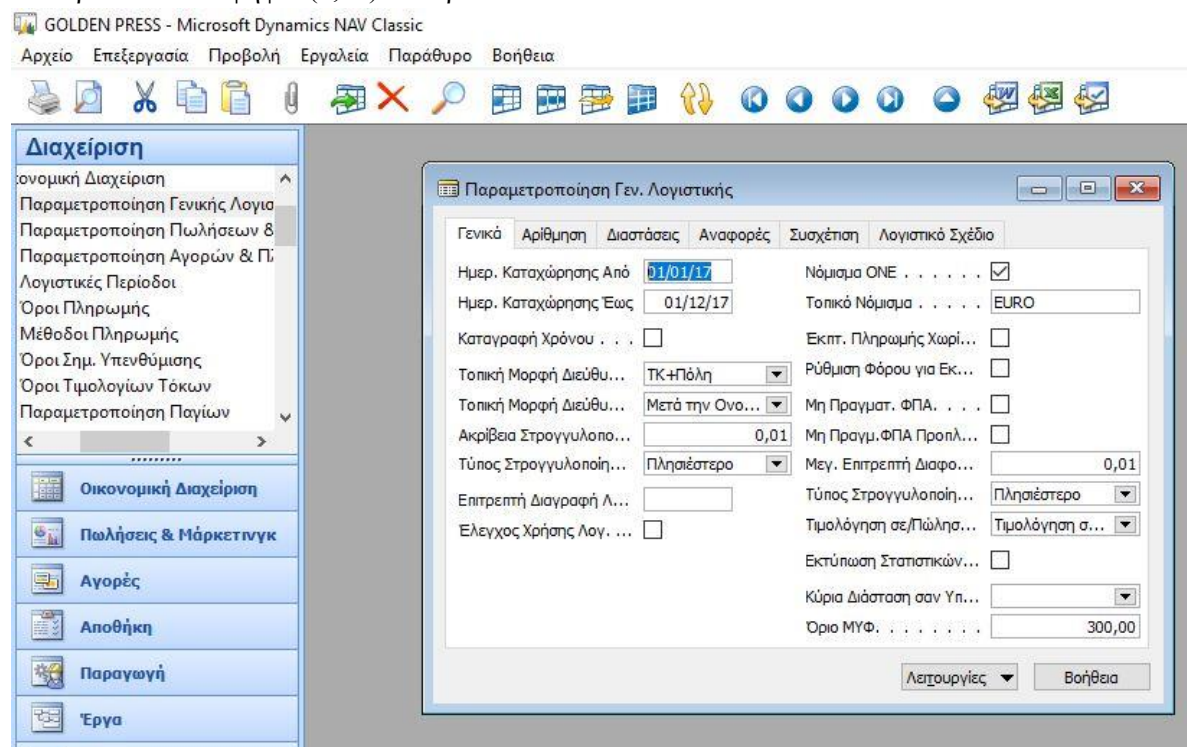 GOLDEN PRESS - Microsoft Dynamics NAV Classic
Αρχείο Επεξεργασία Προβολή Εργαλεία Παράθυρο Βοήθεια
Διαχείριση
ονομική Διαχείριση
Παραμετροποίηση Γενικής Λογισ
Παραμετροποίηση Πωλήσεων &
Παραμετροποίηση Αγορών & Πλ
Λογιστικές Περίοδοι
Όροι Πληρωμής
Μέθοδοι Πληρωμής
Όροι Σημ. Υπενθύμισης
Όροι Τιμολογίων Τόκων
Παραμετροποίηση Παγίων
Οικονομική Διαχείριση
Πωλήσεις & Μάρκετινγκ
Αγορές
Αποθήκη
Παραγωγή
Έργα
Παραμετροποίηση Γεν. Λογιστικής
Γενικά Αρίθμηση Διαστάσεις Αναφορές Συσχέτιση Λογιστικό Σχέδιο
Ημερ. Καταχώρησης Από 01/01/17
Ημερ. Καταχώρησης Έως 01/12/17
Καταγραφή Χρόνου . . .
Τοπική Μορφή Διεύθυ... ΤΚ+Πόλη
Τοπική Μορφή Διεύθυ... Μετά την Ονο...
Ακρίβεια Στρογγυλοπο... 0,01
Τύπος Στρογγυλοποίη... Πλησιέστερο
Επιτρεπτή Διαγραφή Λ...
Έλεγχος Χρήσης Λογ. ...
Νόμισμα ΟΝΕ . . . . . .
Τοπικό Νόμισμα . . . . . EURO
Έκπτ. Πληρωμής Χωρί...
Ρύθμιση Φόρου για Εκ...
Μη Πραγματ. ΦΠΑ. . . .
Μη Πραγμ.ΦΠΑ Προπλ...
Μεγ. Επιτρεπτή Διαφο... 0,01
Τύπος Στρογγυλοποίη... Πλησιέστερο
Τιμολόγηση σε/Πώλησ... Τιμολόγηση σ...
Εκτύπωση Στατιστικών...
Κύρια Διάσταση σαν Υπ...
Όριο ΜΥΦ. . . . . . . . 300,00
Λειτουργίες Βοήθεια